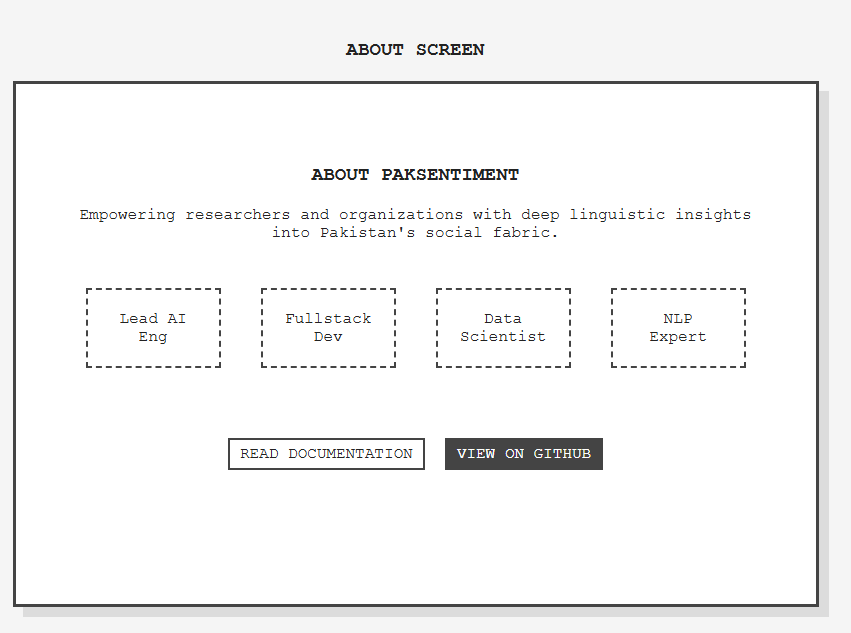 ABOUT SCREEN
ABOUT PAKSENTIMENT
Empowering researchers and organizations with deep linguistic insights
into Pakistan's social fabric.
Lead AI
Eng
Fullstack
Dev
Data
Scientist
NLP
Expert
READ DOCUMENTATION
VIEW ON GITHUB